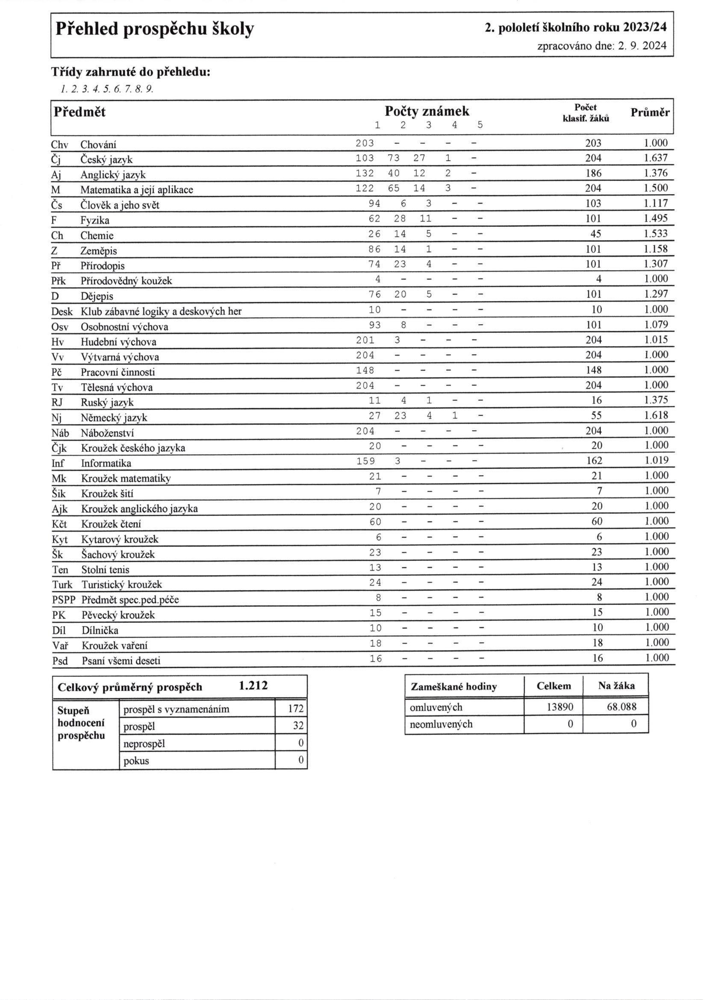 Přehled prospěchu školy 2. pololetí školního roku 2023/24
zpracováno dne: 2. 9. 2024
Třídy zahrnuté do přehledu:
1. 2. 3. 4. 5. 6. 7. 8. 9.
Předmět Počty známek Počet klasif. žáků Průměr
1 2 3 4 5
Chv Chování 203 - - - - 203 1.000
Čj Český jazyk 103 73 27 1 - 204 1.637
Aj Anglický jazyk 132 40 12 2 - 186 1.376
M Matematika a její aplikace 122 65 14 3 - 204 1.500
Čs Člověk a jeho svět 94 6 3 - - 103 1.117
F Fyzika 62 28 11 - - 101 1.495
Ch Chemie 26 14 5 - - 45 1.533
Z Zeměpis 86 14 1 - - 101 1.158
Př Přírodopis 74 23 4 - - 101 1.307
Přk Přírodovědný koužek 4 - - - - 4 1.000
D Dějepis 76 20 5 - - 101 1.297
Desk Klub zábavné logiky a deskových her 10 - - - - 10 1.000
Osv Osobnostní výchova 93 8 - - - 101 1.079
Hv Hudební výchova 201 3 - - - 204 1.015
Vv Výtvarná výchova 204 - - - - 204 1.000
Pč Pracovní činnosti 148 - - - - 148 1.000
Tv Tělesná výchova 204 - - - - 204 1.000
RJ Ruský jazyk 11 4 1 - - 16 1.375
Nj Německý jazyk 27 23 4 1 - 55 1.618
Náb Náboženství 204 - - - - 204 1.000
Čjk Kroužek českého jazyka 20 - - - - 20 1.000
Inf Informatika 159 3 - - - 162 1.019
Mk Kroužek matematiky 21 - - - - 21 1.000
Šik Kroužek šití 7 - - - - 7 1.000
Ajk Kroužek anglického jazyka 20 - - - - 20 1.000
Kčt Kroužek čtení 60 - - - - 60 1.000
Kyt Kytarový kroužek 6 - - - - 6 1.000
Šk Šachový kroužek 23 - - - - 23 1.000
Ten Stolní tenis 13 - - - - 13 1.000
Turk Turistický kroužek 24 - - - - 24 1.000
PSPP Předmět spec.ped.péče 8 - - - - 8 1.000
PK Pěvecký kroužek 15 - - - - 15 1.000
Díl Dílnička 10 - - - - 10 1.000
Vař Kroužek vaření 18 - - - - 18 1.000
Psd Psaní všemi deseti 16 - - - - 16 1.000
Celkový průměrný prospěch 1.212
Stupeň hodnocení prospěchu
prospěl s vyznamenáním 172
prospěl 32
neprospěl 0
pokus 0
Zameškané hodiny Celkem Na žáka
omluvených 13890 68.088
neomluvených 0 0